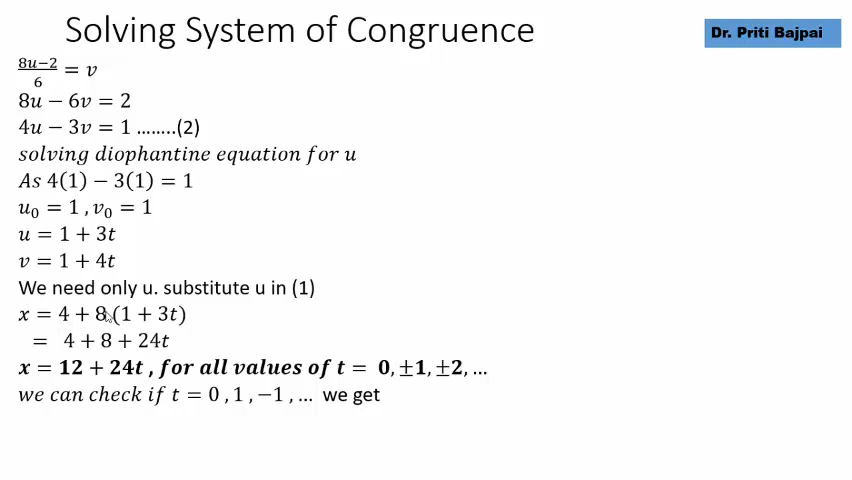 Solving System of Congruence
Dr. Priti Bajpai
(8u−2)/6 = v
8u − 6v = 2
4u − 3v = 1 ........(2)
solving diophantine equation for u
As 4(1) − 3(1) = 1
u₀ = 1 , v₀ = 1
u = 1 + 3t
v = 1 + 4t
We need only u. substitute u in (1)
x = 4 + 8 (1 + 3t)
= 4 + 8 + 24t
x = 12 + 24t , for all values of t = 0, ±1, ±2, ...
we can check if t = 0 , 1 , −1 , ... we get